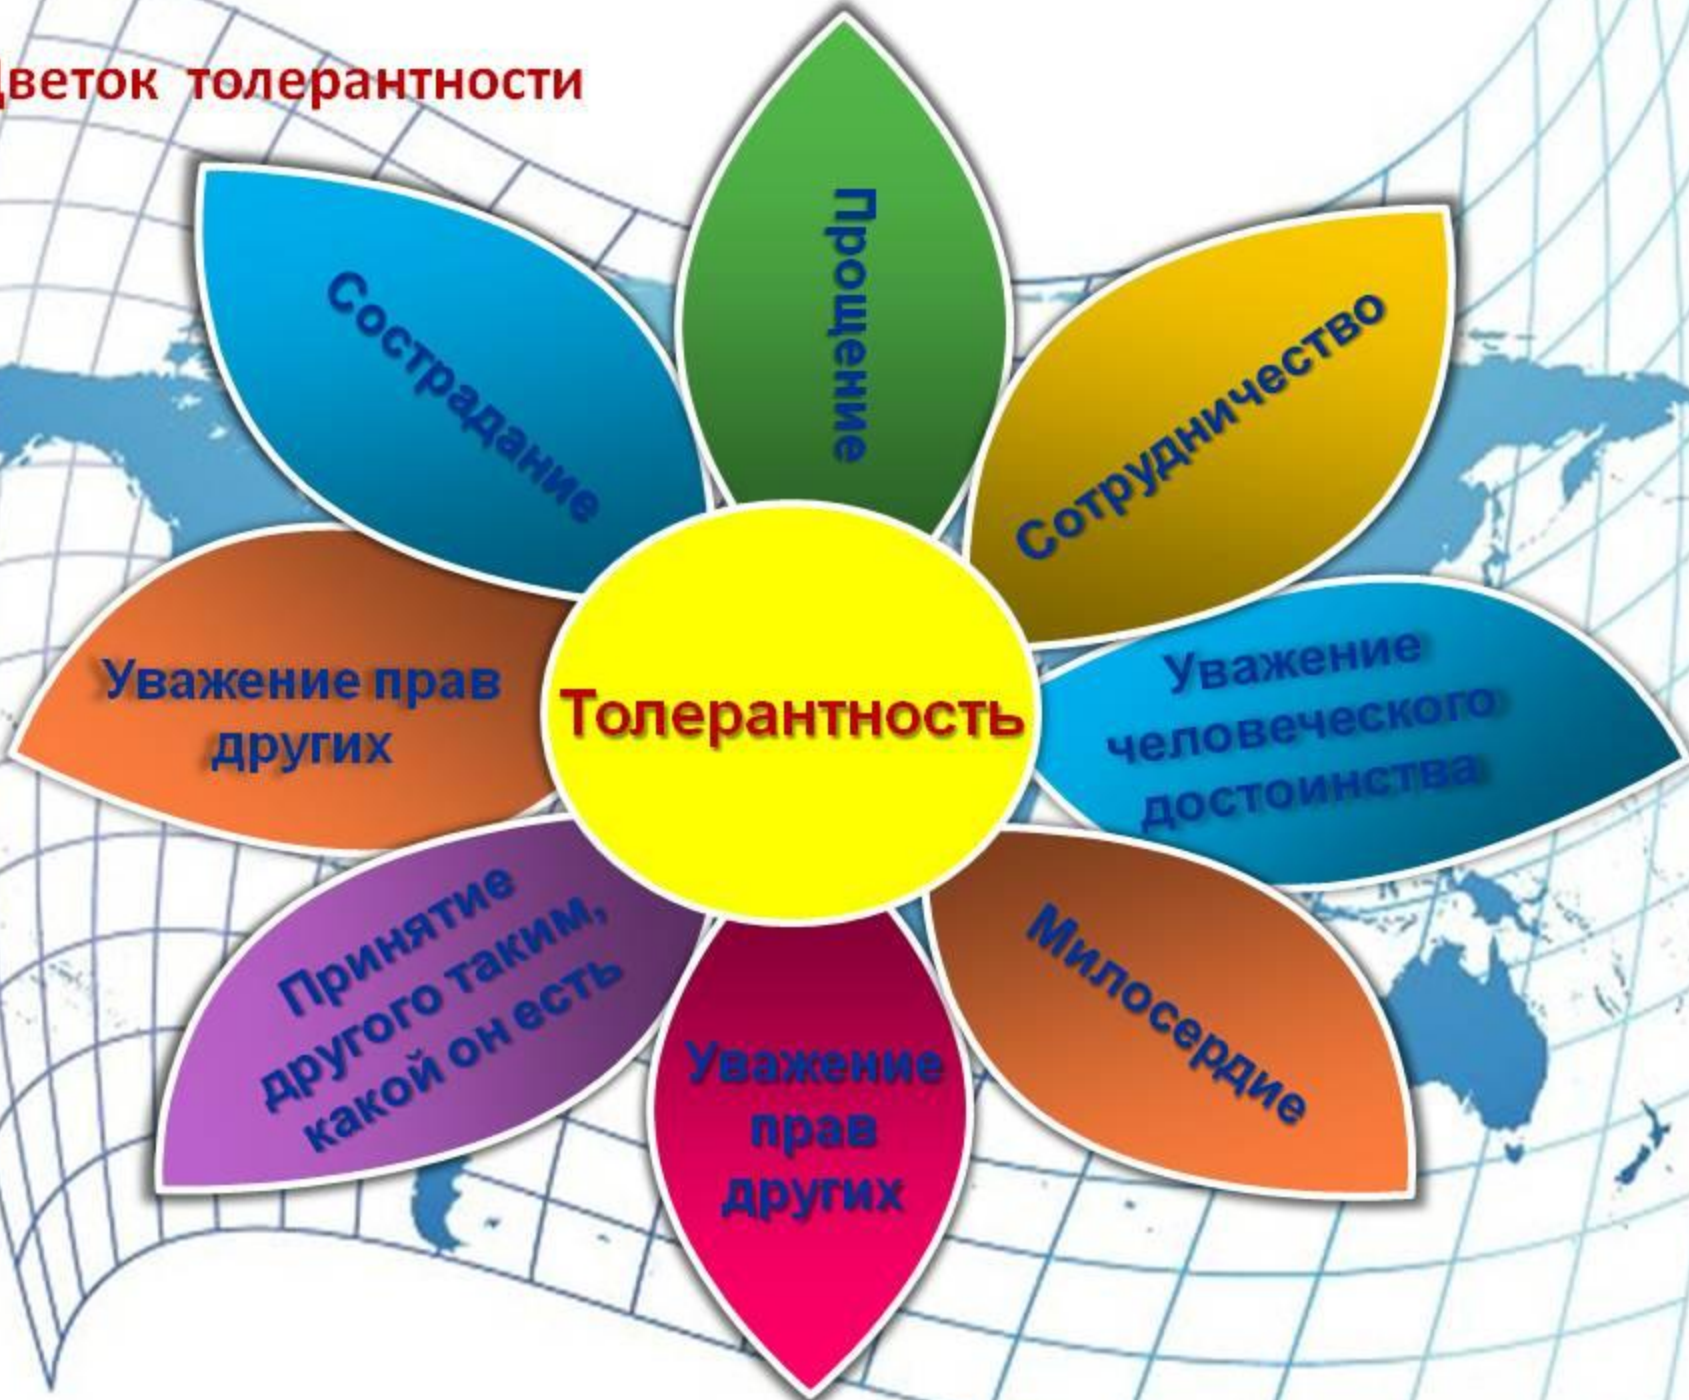 Цветок толерантности
Прощение
Сострадание
Сотрудничество
Уважение прав
других
Толерантность
Уважение
человеческого
достоинства
Принятие
другого таким,
какой он есть
Уважение
прав
других
Милосердие